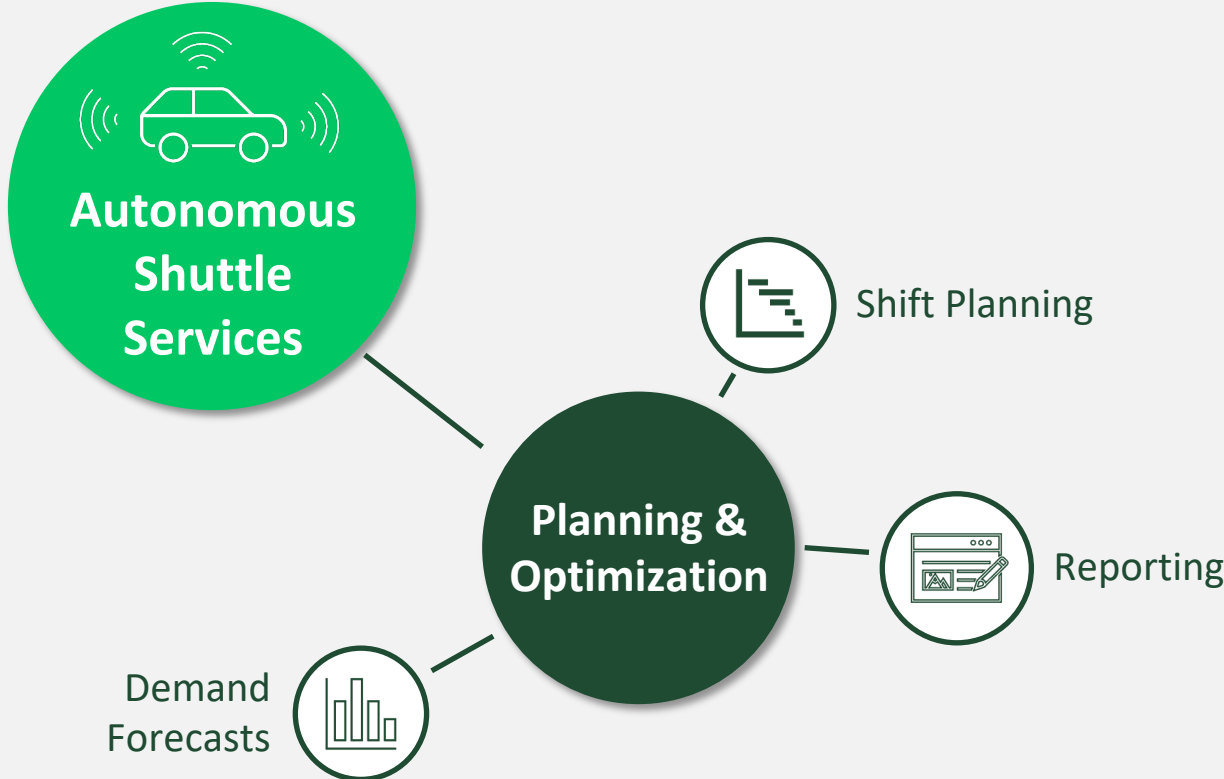 Autonomous
Shuttle
Services
Shift Planning
Planning &
Optimization
Reporting
Demand
Forecasts